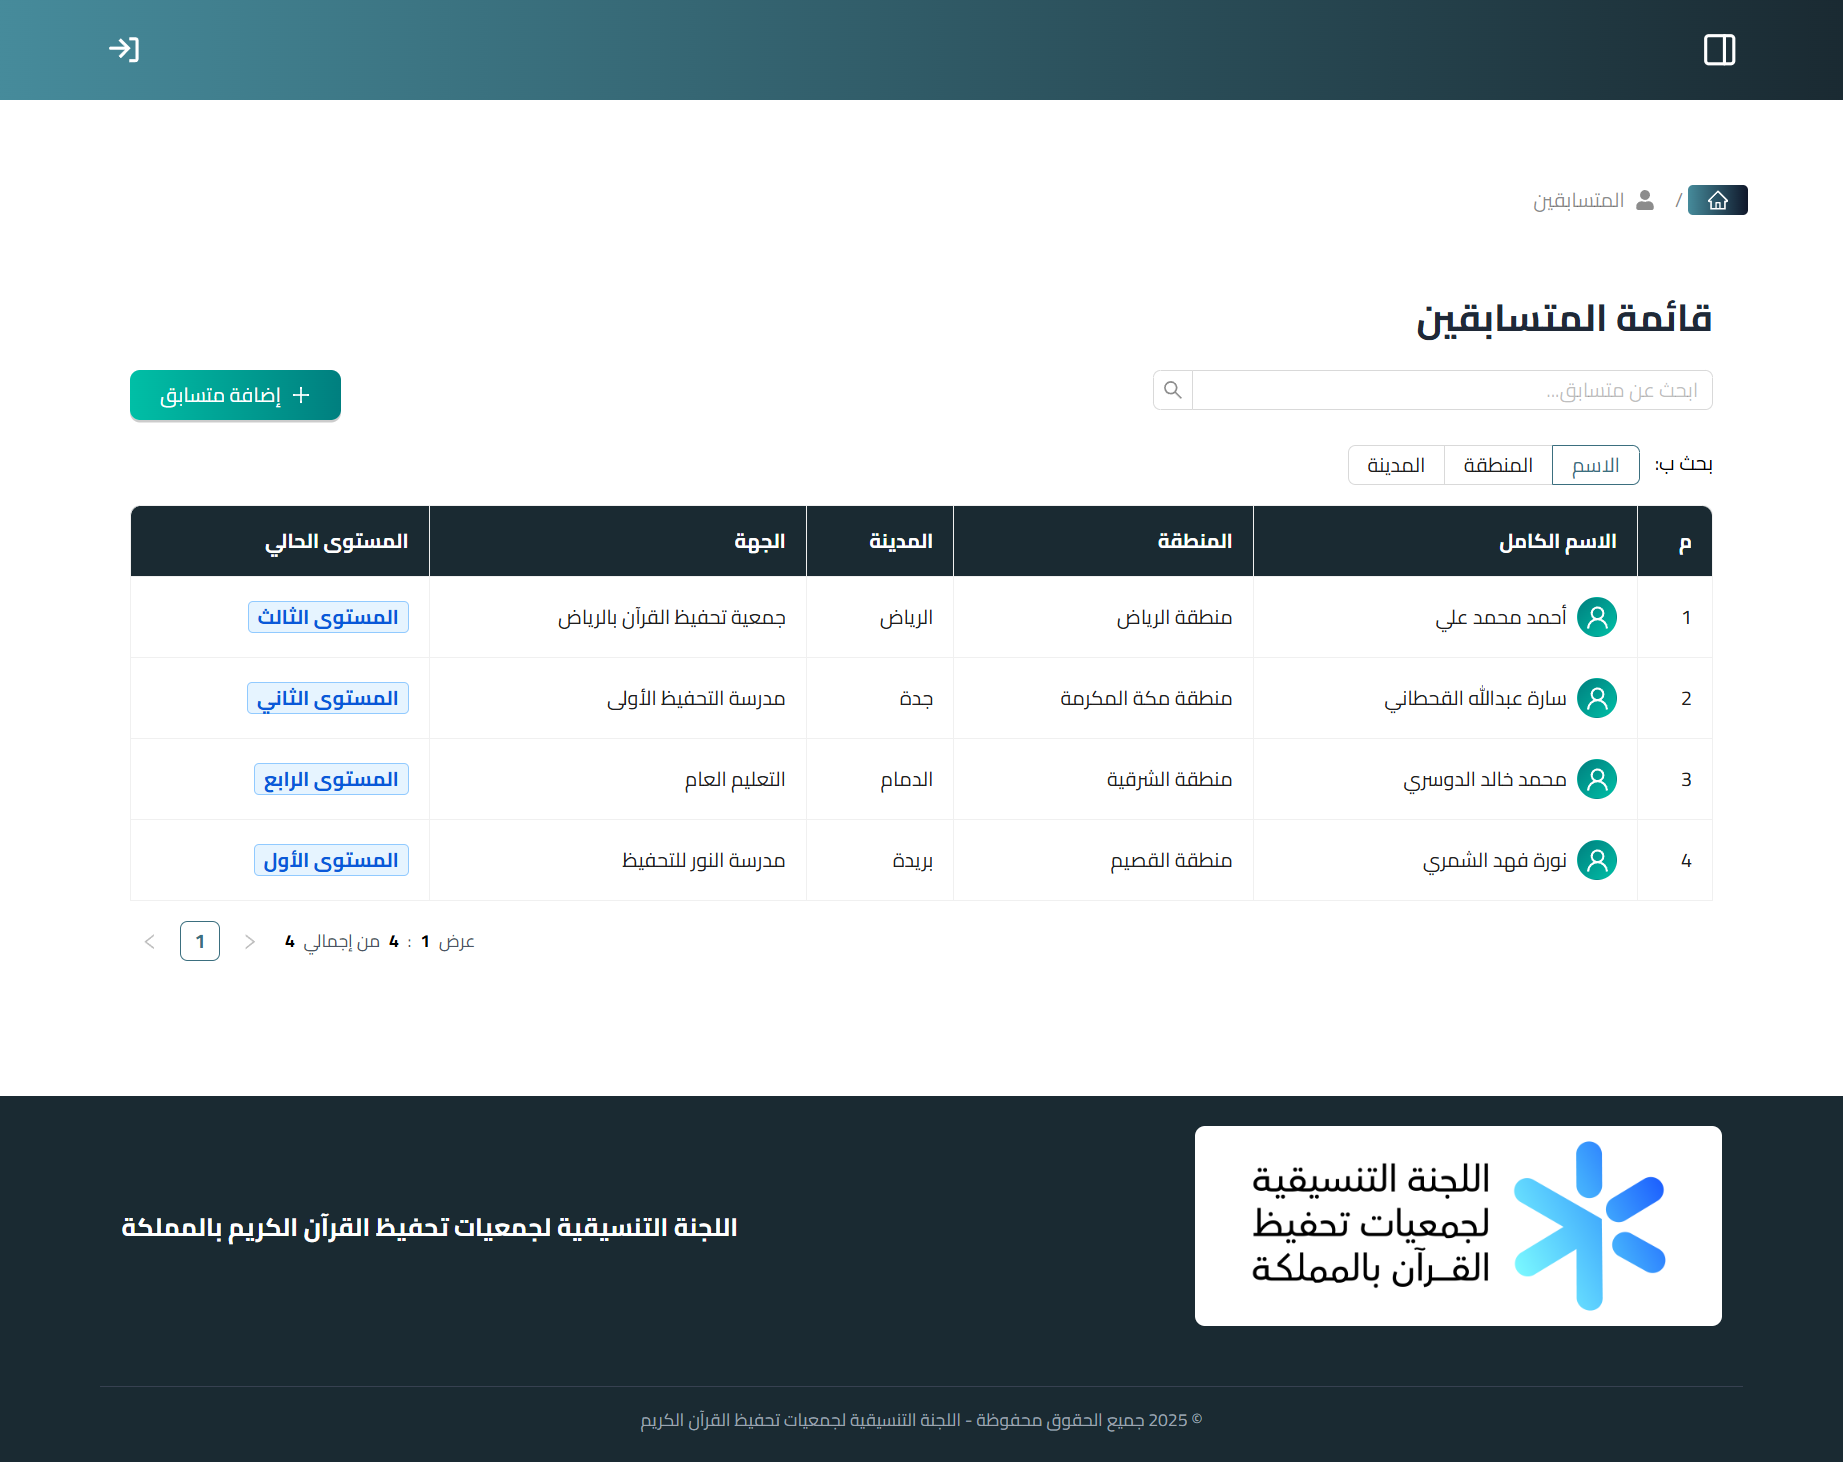 / المتسابقين
قائمة المتسابقين
ابحث عن متسابق...
إضافة متسابق
بحث ب: الاسم المنطقة المدينة
م الاسم الكامل المنطقة المدينة الجهة المستوى الحالي
1 أحمد محمد علي منطقة الرياض الرياض جمعية تحفيظ القرآن بالرياض المستوى الثالث
2 سارة عبدالله القحطاني منطقة مكة المكرمة جدة مدرسة التحفيظ الأولى المستوى الثاني
3 محمد خالد الدوسري منطقة الشرقية الدمام التعليم العام المستوى الرابع
4 نورة فهد الشمري منطقة القصيم بريدة مدرسة النور للتحفيظ المستوى الأول
عرض 1 : 4 من إجمالي 4
1
اللجنة التنسيقية
لجمعيات تحفيظ
القـرآن بالمملكة
اللجنة التنسيقية لجمعيات تحفيظ القرآن الكريم بالمملكة
© 2025 جميع الحقوق محفوظة - اللجنة التنسيقية لجمعيات تحفيظ القرآن الكريم